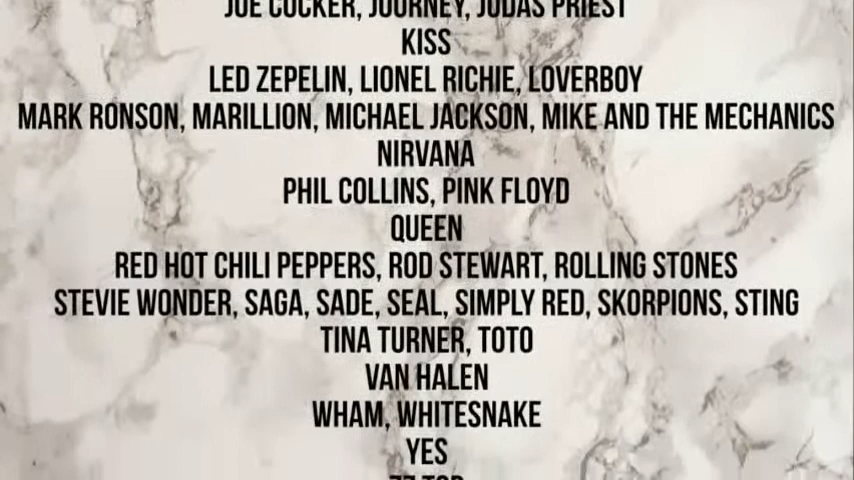 JOE COCKER, JOURNEY, JUDAS PRIEST
KISS
LED ZEPELIN, LIONEL RICHIE, LOVERBOY
MARK RONSON, MARILLION, MICHAEL JACKSON, MIKE AND THE MECHANICS
NIRVANA
PHIL COLLINS, PINK FLOYD
QUEEN
RED HOT CHILI PEPPERS, ROD STEWART, ROLLING STONES
STEVIE WONDER, SAGA, SADE, SEAL, SIMPLY RED, SKORPIONS, STING
TINA TURNER, TOTO
VAN HALEN
WHAM, WHITESNAKE
YES
ZZ TOP